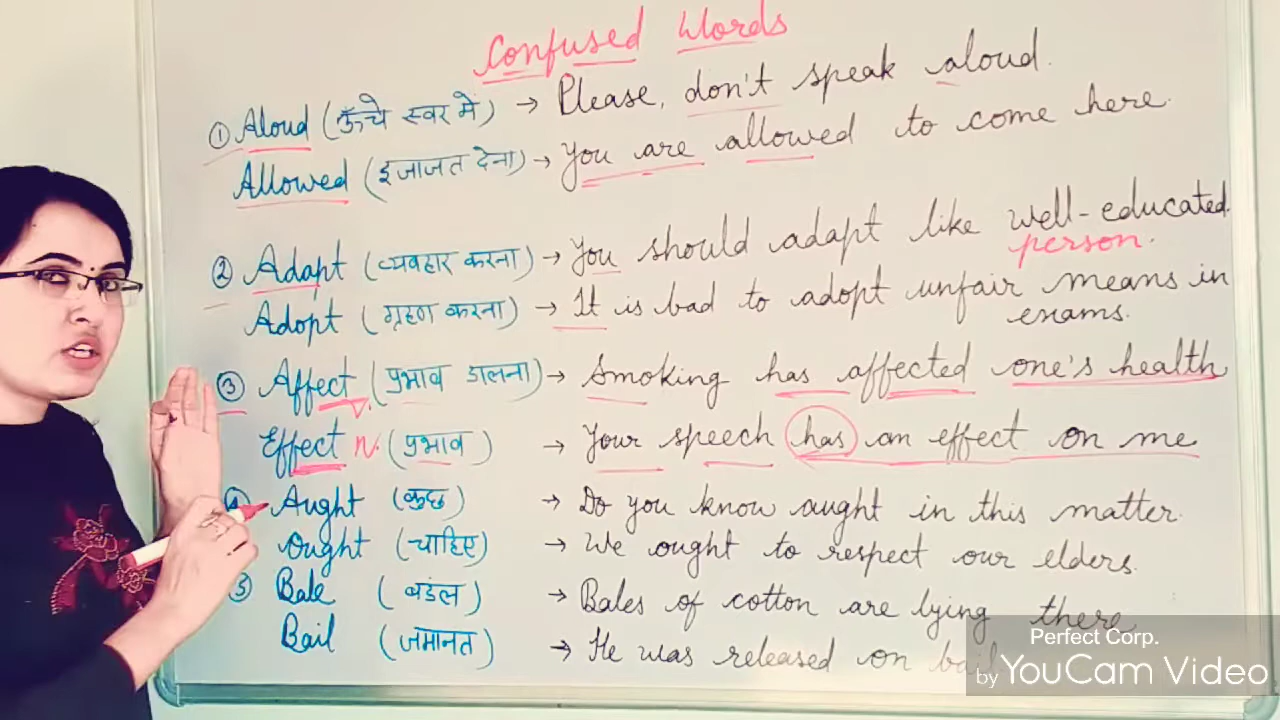 Confused Words
① Aloud (ऊँचे स्वर में) → Please, don't speak aloud.
Allowed (इजाजत देना) → You are allowed to come here.
② Adapt (व्यवहार करना) → You should adapt like well-educated
person.
Adopt (ग्रहण करना) → It is bad to adopt unfair means in
exams.
③ Affect (प्रभाव डालना) → Smoking has affected one's health
V.
Effect n. (प्रभाव) → Your speech has an effect on me
④ Aught (कुछ) → Do you know aught in this matter.
Ought (चाहिए) → We ought to respect our elders.
③ Bale (बडंल) → Bales of cotton are lying there
Bail (जमानत) → He was released on bail
Perfect Corp.
by YouCam Video